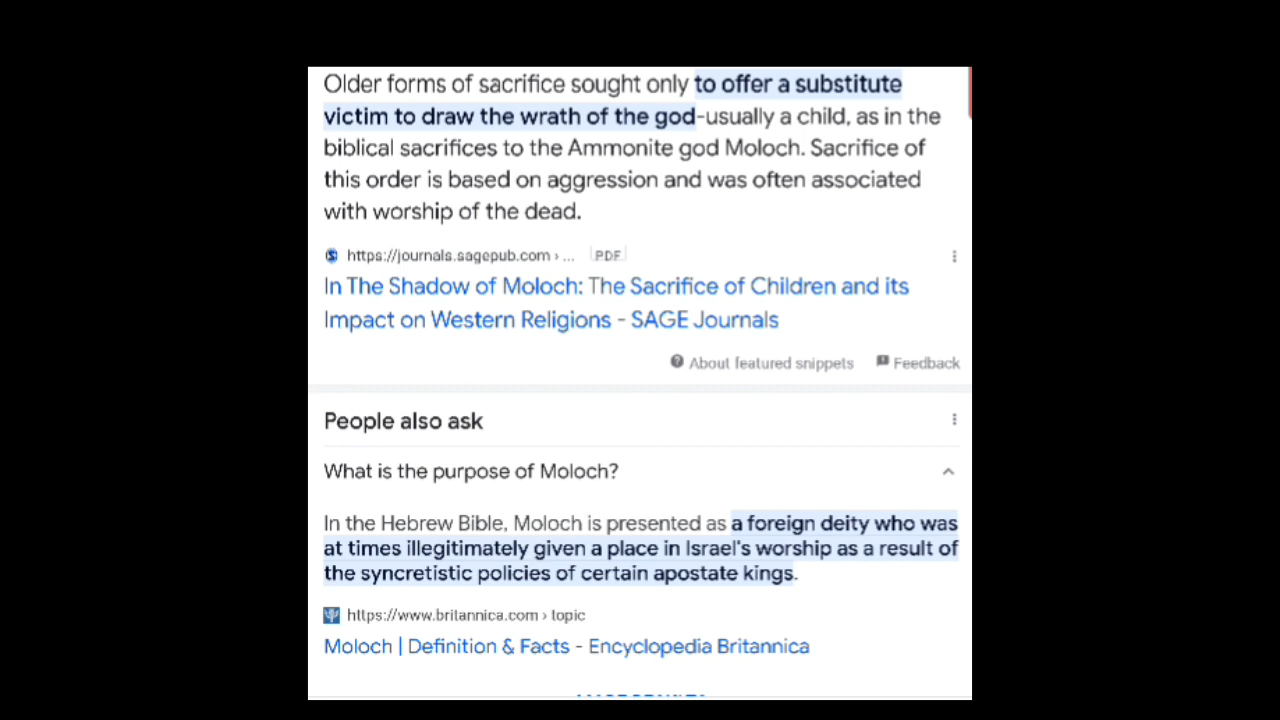 Older forms of sacrifice sought only to offer a substitute
victim to draw the wrath of the god-usually a child, as in the
biblical sacrifices to the Ammonite god Moloch. Sacrifice of
this order is based on aggression and was often associated
with worship of the dead.
https://journals.sagepub.com › ... PDF
In The Shadow of Moloch: The Sacrifice of Children and its
Impact on Western Religions - SAGE Journals
About featured snippets Feedback
People also ask
What is the purpose of Moloch?
In the Hebrew Bible, Moloch is presented as a foreign deity who was
at times illegitimately given a place in Israel's worship as a result of
the syncretistic policies of certain apostate kings.
https://www.britannica.com › topic
Moloch | Definition & Facts - Encyclopedia Britannica